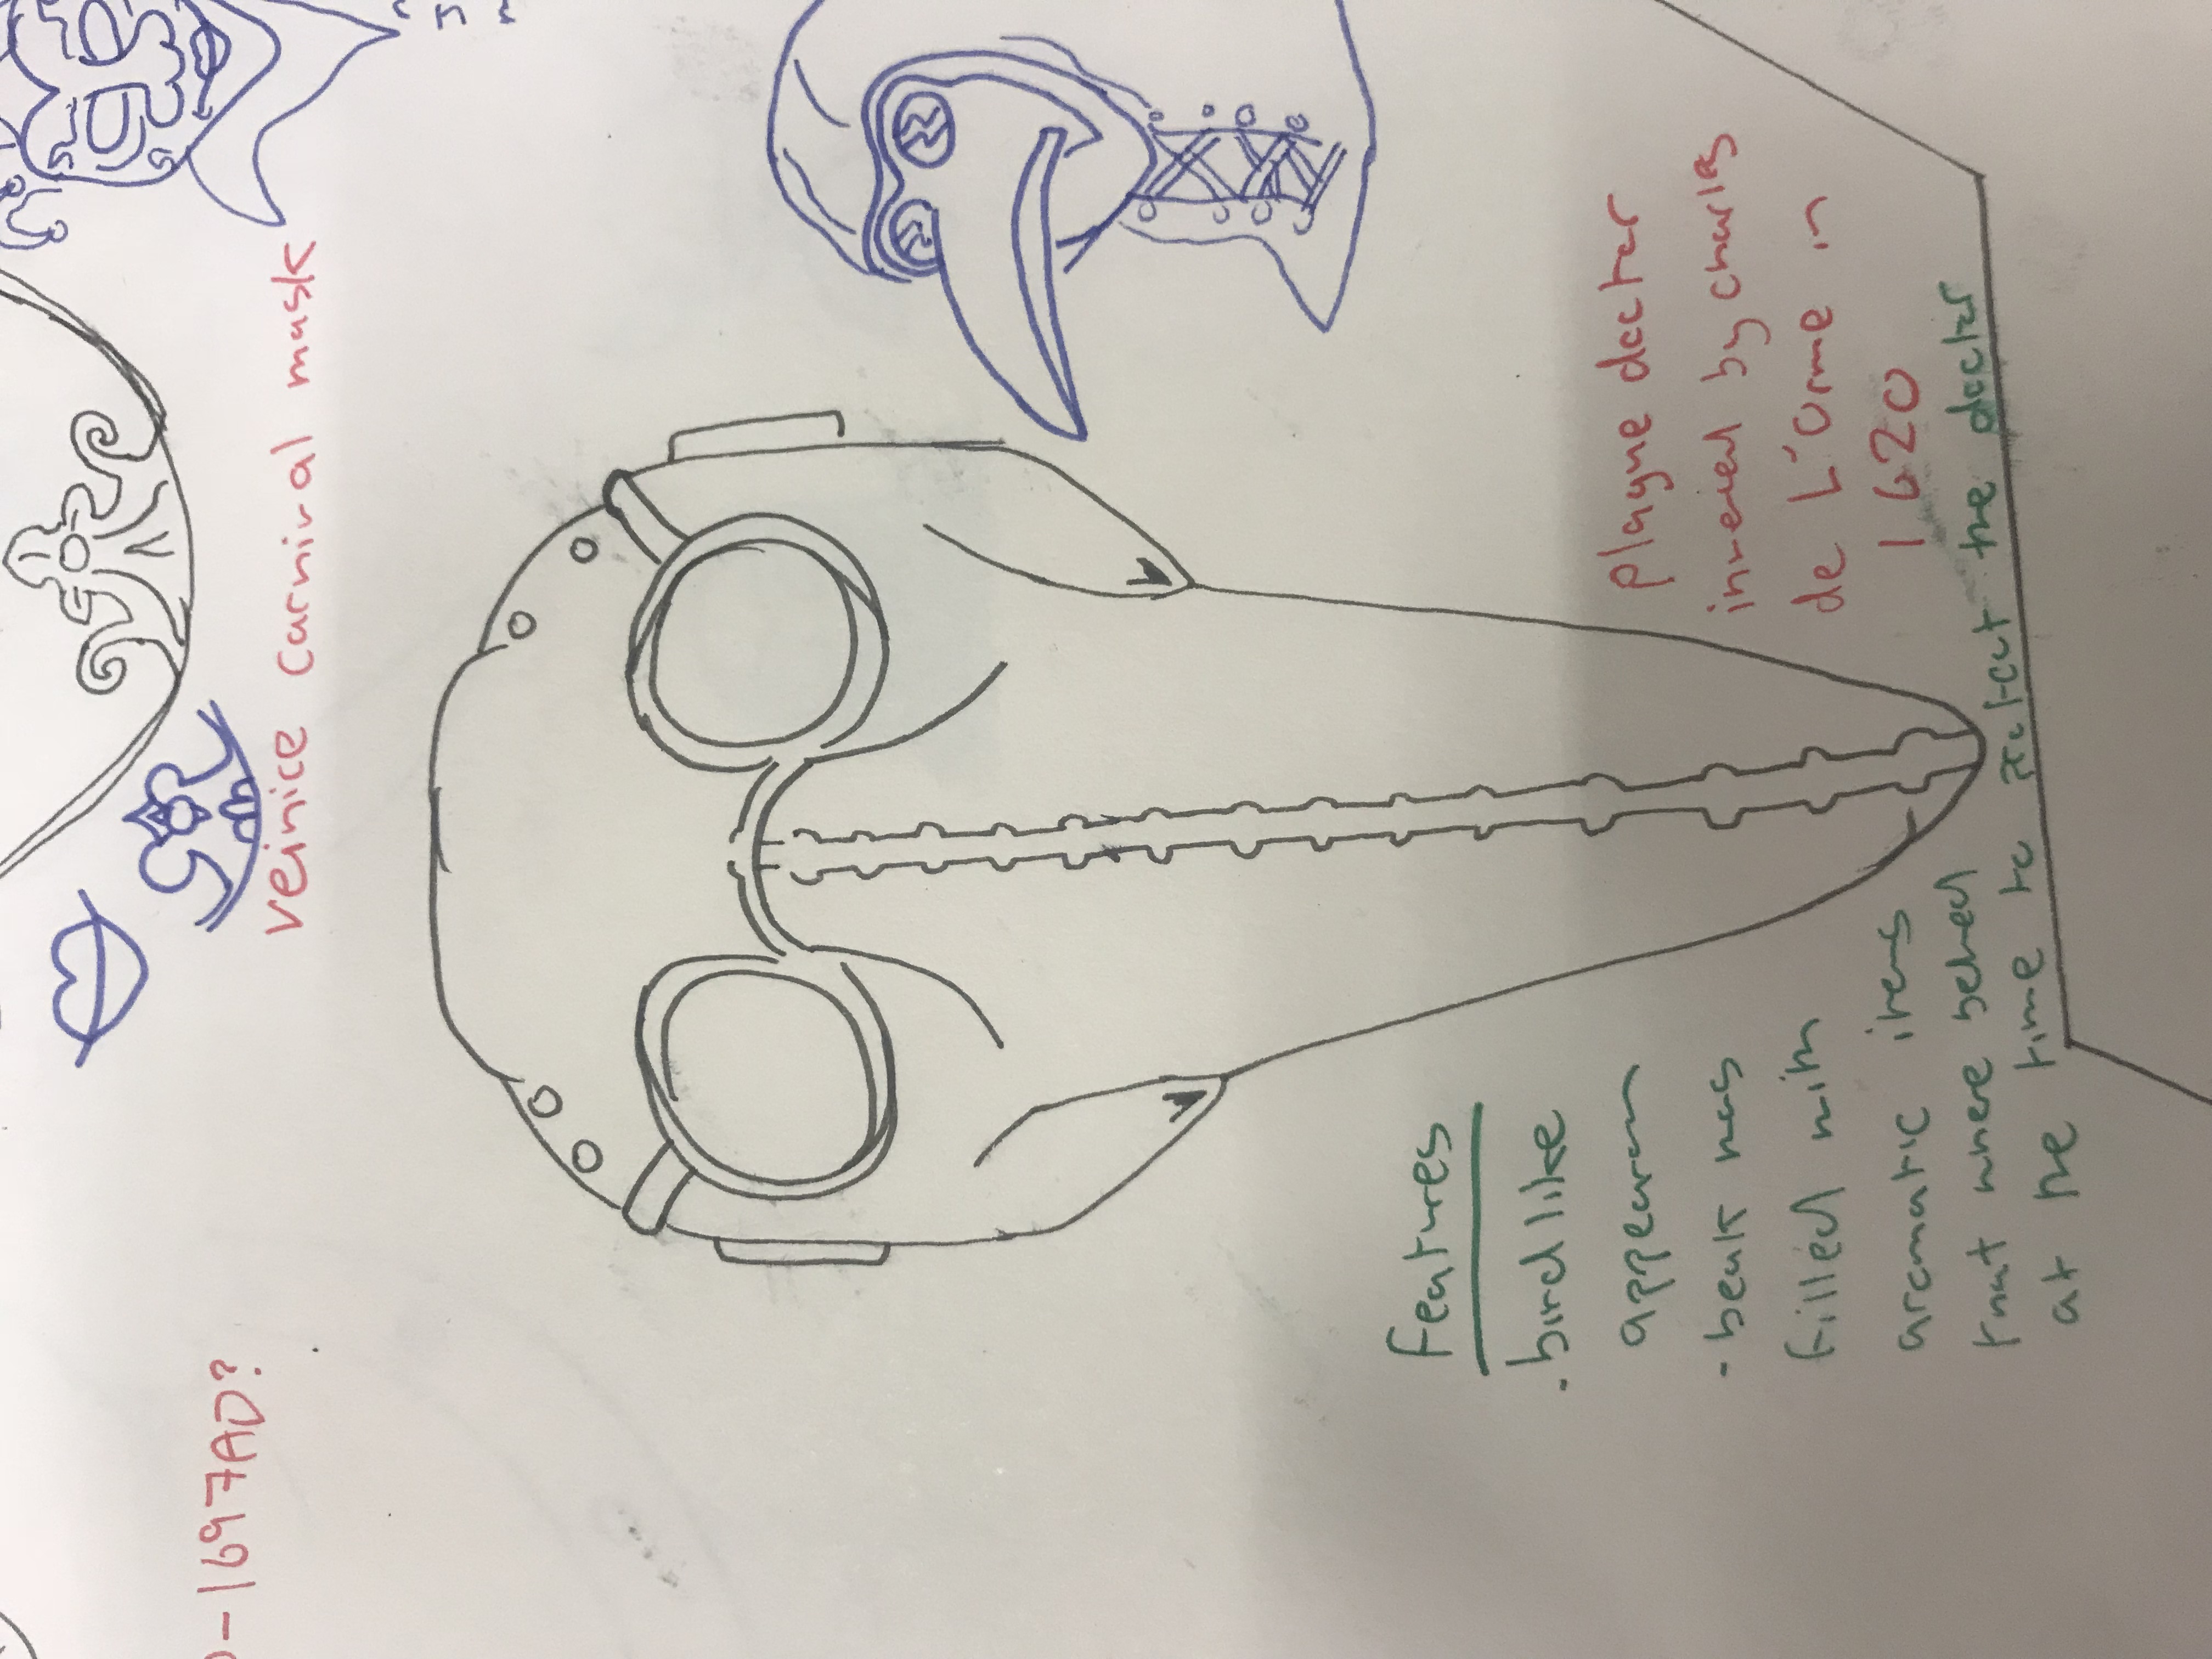 -1697AD?
veinice carnival mask
Features
. bird like
appearan
- beak was
filled with
aromatic items
that where belived
at the time to protect the doctor
plague doctor
invened by charles
de L'Orme in
1620